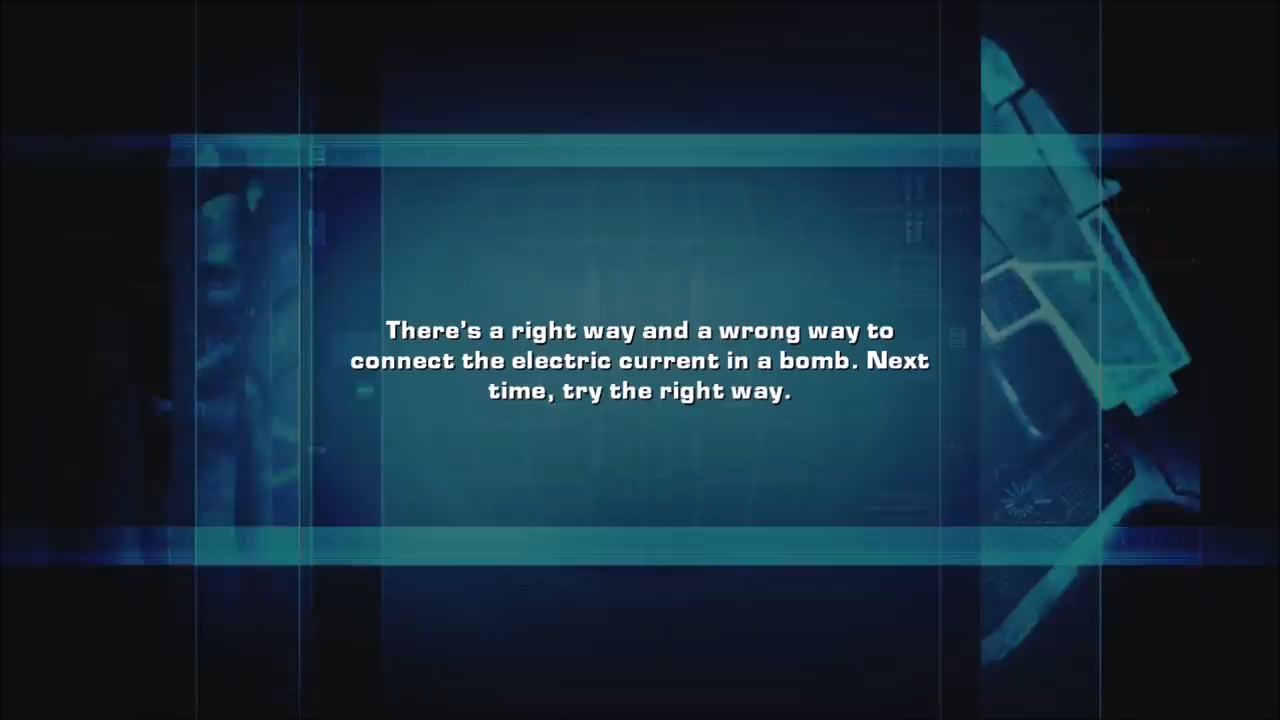 There's a right way and a wrong way to
connect the electric current in a bomb. Next
time, try the right way.